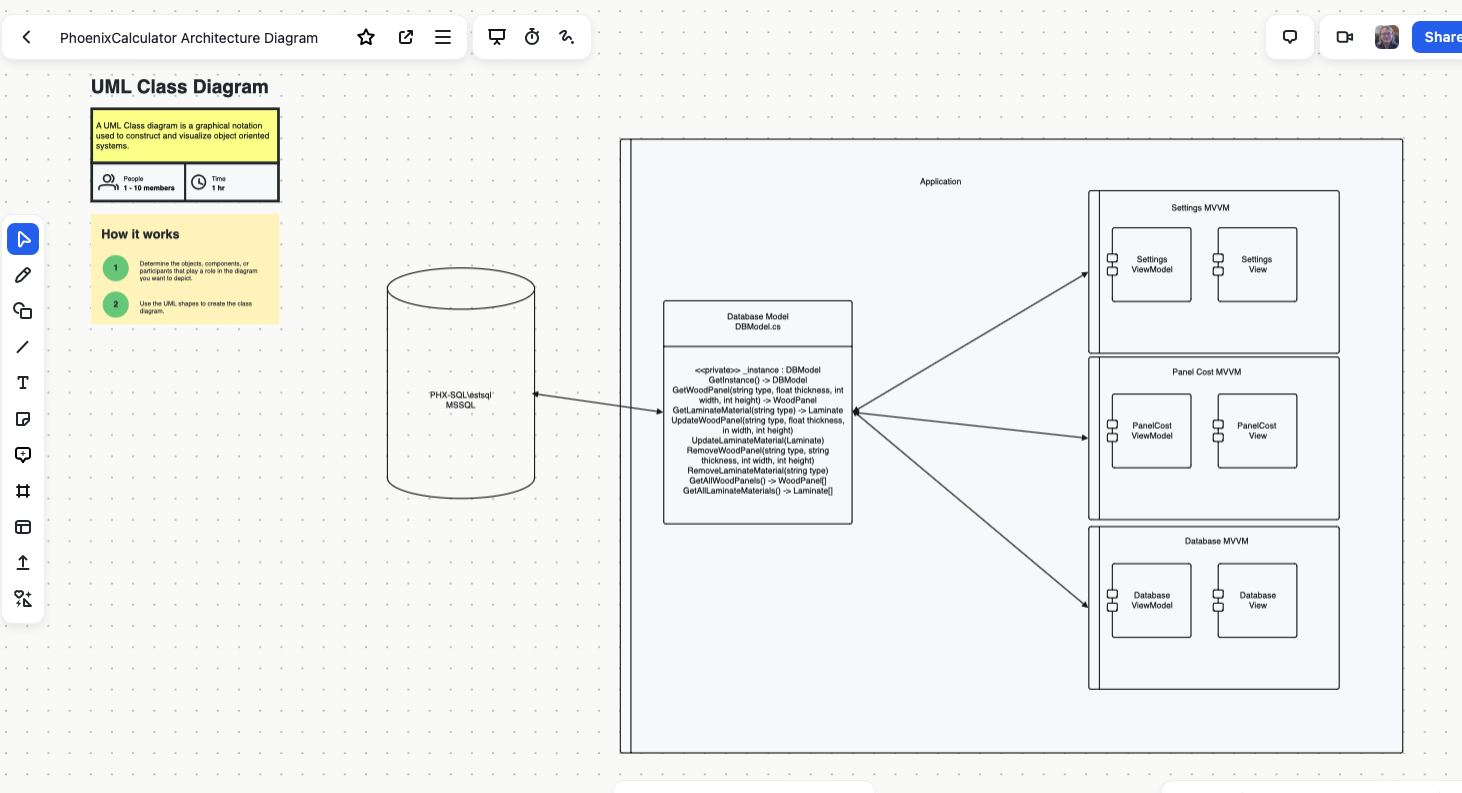 PhoenixCalculator Architecture Diagram
Share
UML Class Diagram
A UML Class diagram is a graphical notation
used to construct and visualize object oriented
systems.
People
1 - 10 members
Time
1 hr
How it works
1
Determine the objects, components, or
participants that play a role in the diagram
you want to depict.
2
Use the UML shapes to create the class
diagram.
`PHX-SQL\estsql`
MSSQL
Application
Database Model
DBModel.cs
<<private>> _instance : DBModel
GetInstance() -> DBModel
GetWoodPanel(string type, float thickness, int
width, int height) -> WoodPanel
GetLaminateMaterial(string type) -> Laminate
UpdateWoodPanel(string type, float thickness,
in width, int height)
UpdateLaminateMaterial(Laminate)
RemoveWoodPanel(string type, string
thickness, int width, int height)
RemoveLaminateMaterial(string type)
GetAllWoodPanels() -> WoodPanel[]
GetAllLaminateMaterials() -> Laminate[]
Settings MVVM
Settings
ViewModel
Settings
View
Panel Cost MVVM
PanelCost
ViewModel
PanelCost
View
Database MVVM
Database
ViewModel
Database
View